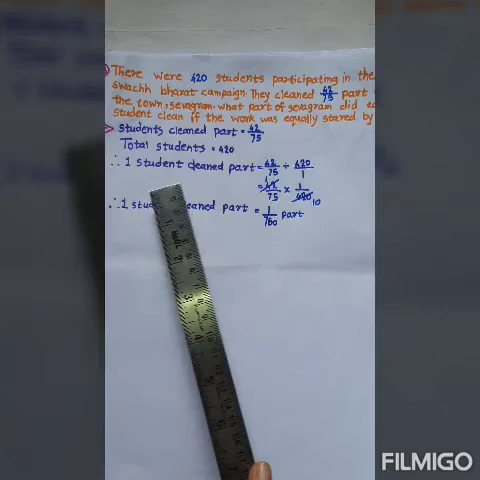 There were 420 students participating in the
swachh bharat campaign. They cleaned 42/75 part
the town, sevagram. what part of sevagram did
student clean if the work was equally stared by
students cleaned part = 42/75
Total students = 420
∴ 1 student cleaned part = 42/75 ÷ 420/1
= 42/75 × 1/420 10
∴ 1 cleaned part = 1/750 part
FILMIGO